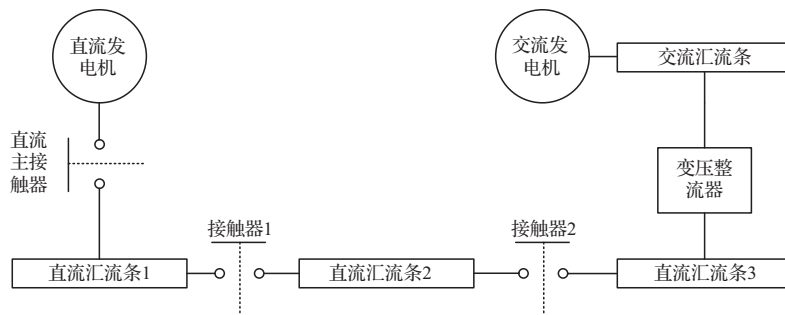 直流发
电机
交流发
电机
交流汇流条
直流
主接
触器
变压整
流器
接触器1
接触器2
直流汇流条1
直流汇流条2
直流汇流条3